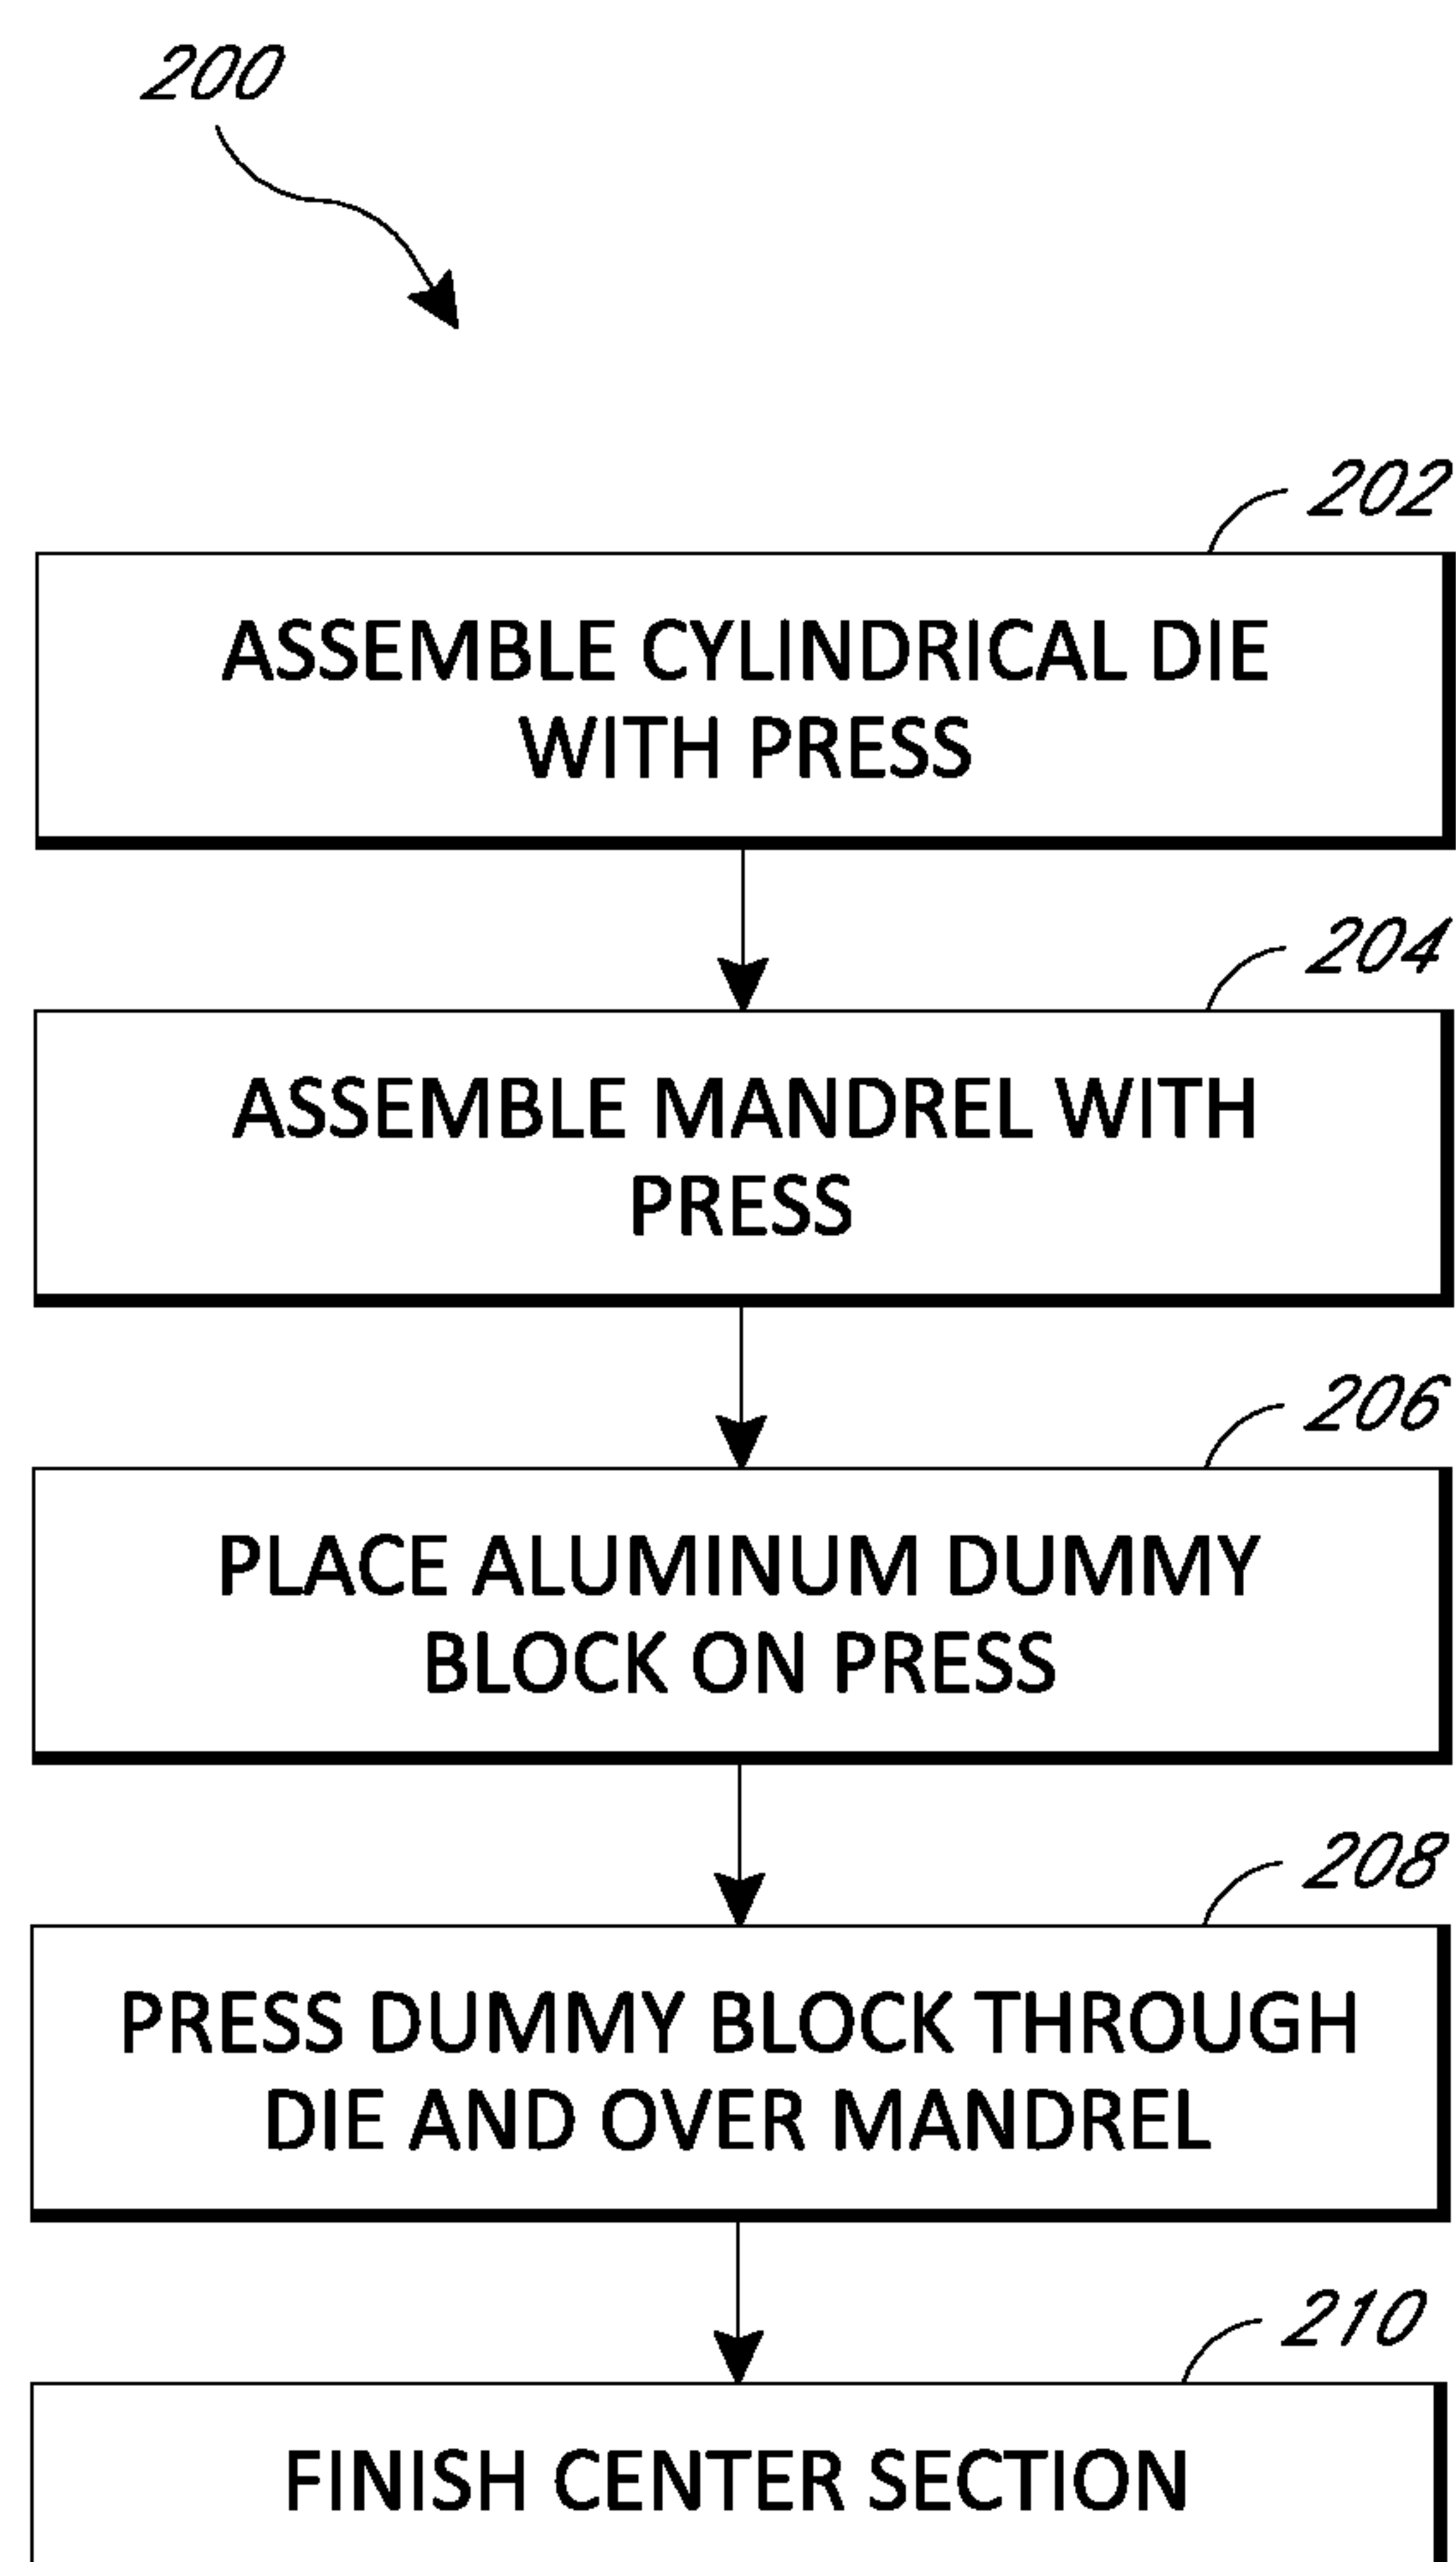 200
202
ASSEMBLE CYLINDRICAL DIE
WITH PRESS
204
ASSEMBLE MANDREL WITH
PRESS
206
PLACE ALUMINUM DUMMY
BLOCK ON PRESS
208
PRESS DUMMY BLOCK THROUGH
DIE AND OVER MANDREL
210
FINISH CENTER SECTION